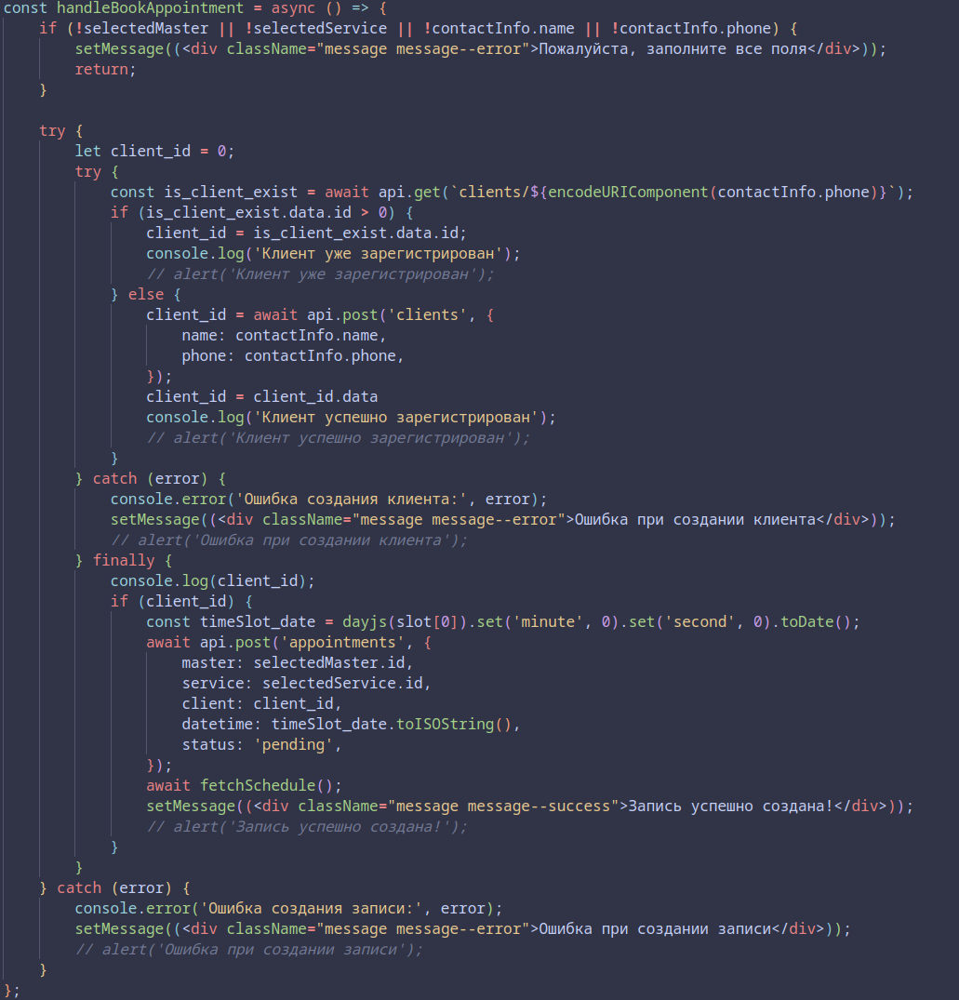 const handleBookAppointment = async () => {
    if (!selectedMaster || !selectedService || !contactInfo.name || !contactInfo.phone) {
        setMessage((<div className="message message--error">Пожалуйста, заполните все поля</div>));
        return;
    }

    try {
        let client_id = 0;
        try {
            const is_client_exist = await api.get(`clients/${encodeURIComponent(contactInfo.phone)}`);
            if (is_client_exist.data.id > 0) {
                client_id = is_client_exist.data.id;
                console.log('Клиент уже зарегистрирован');
                // alert('Клиент уже зарегистрирован');
            } else {
                client_id = await api.post('clients', {
                    name: contactInfo.name,
                    phone: contactInfo.phone,
                });
                client_id = client_id.data
                console.log('Клиент успешно зарегистрирован');
                // alert('Клиент успешно зарегистрирован');
            }
        } catch (error) {
            console.error('Ошибка создания клиента:', error);
            setMessage((<div className="message message--error">Ошибка при создании клиента</div>));
            // alert('Ошибка при создании клиента');
        } finally {
            console.log(client_id);
            if (client_id) {
                const timeSlot_date = dayjs(slot[0]).set('minute', 0).set('second', 0).toDate();
                await api.post('appointments', {
                    master: selectedMaster.id,
                    service: selectedService.id,
                    client: client_id,
                    datetime: timeSlot_date.toISOString(),
                    status: 'pending',
                });
                await fetchSchedule();
                setMessage((<div className="message message--success">Запись успешно создана!</div>));
                // alert('Запись успешно создана!');
            }
        }
    } catch (error) {
        console.error('Ошибка создания записи:', error);
        setMessage((<div className="message message--error">Ошибка при создании записи</div>));
        // alert('Ошибка при создании записи');
    }
};